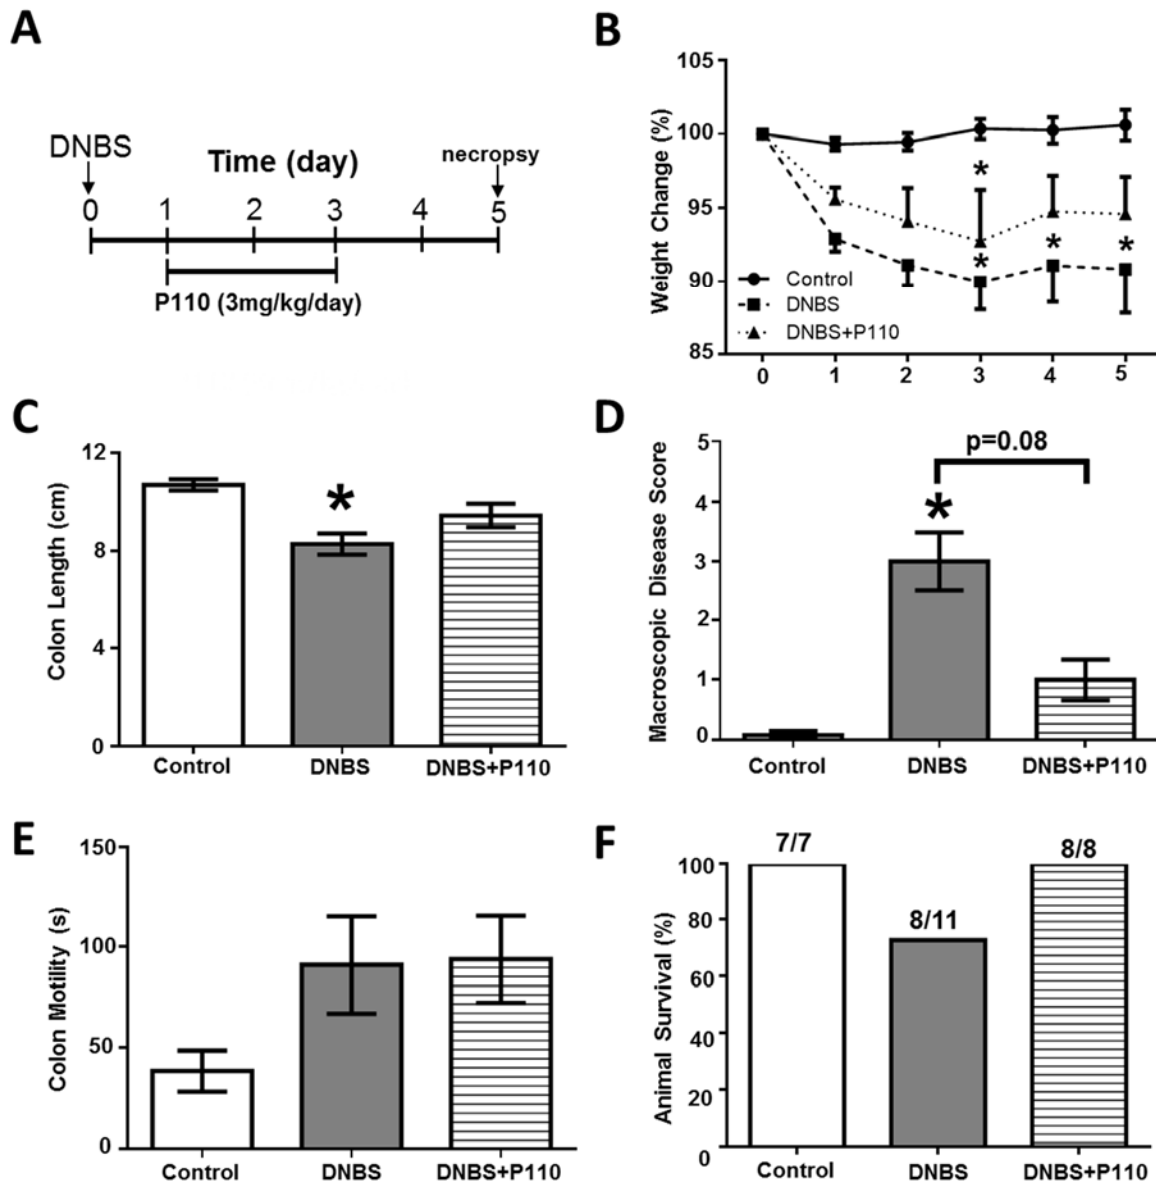 A
DNBS
Time (day)
necropsy
0 1 2 3 4 5
P110 (3mg/kg/day)
B
105
100
95
90
85
Weight Change (%)
*
*
*
*
Control
DNBS
DNBS+P110
0 1 2 3 4 5
C
12
8
4
0
Colon Length (cm)
*
Control DNBS DNBS+P110
D
5
4
3
2
1
0
Macroscopic Disease Score
p=0.08
*
Control DNBS DNBS+P110
E
150
100
50
0
Colon Motility (s)
Control DNBS DNBS+P110
F
100
80
60
40
20
0
Animal Survival (%)
7/7
8/11
8/8
Control DNBS DNBS+P110